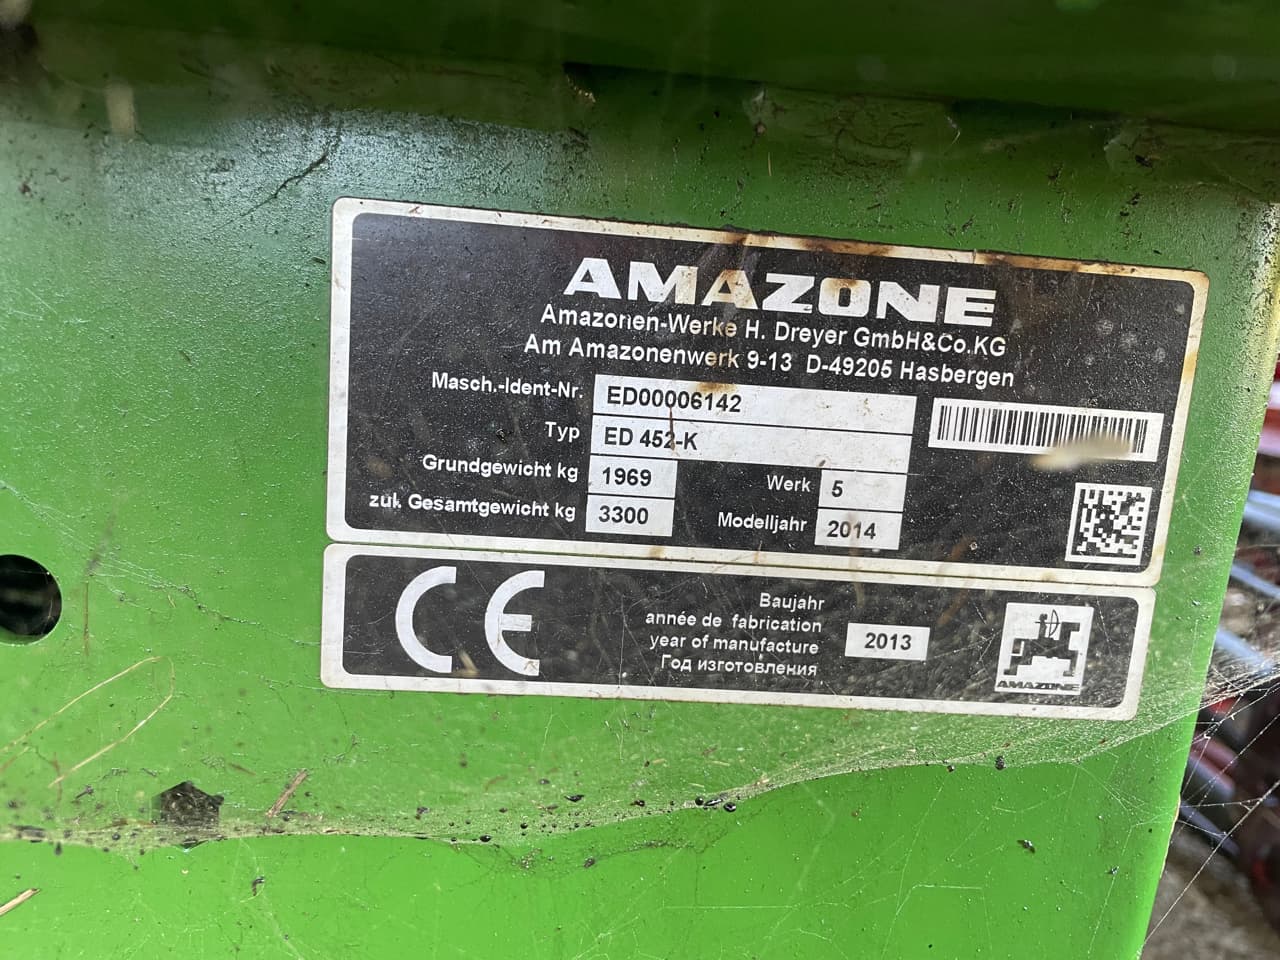 AMAZONE
Amazonen-Werke H. Dreyer GmbH&Co.KG
Am Amazonenwerk 9-13 D-49205 Hasbergen
Masch.-Ident-Nr. ED00006142
Typ ED 452-K
Grundgewicht kg 1969 Werk 5
zul. Gesamtgewicht kg 3300 Modelljahr 2014
CE
Baujahr
année de fabrication
year of manufacture 2013
Год изготовления
AMAZONE